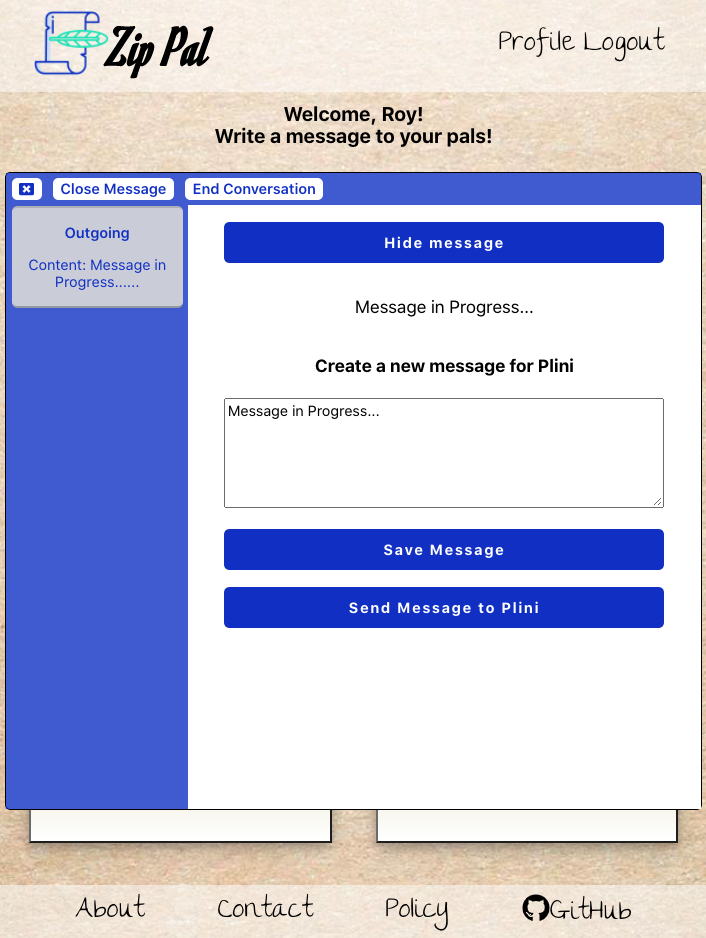 Zip Pal
Profile Logout
Welcome, Roy!
Write a message to your pals!
Close Message
End Conversation
Outgoing
Content: Message in
Progress......
Hide message
Message in Progress...
Create a new message for Plini
Message in Progress...
Save Message
Send Message to Plini
About
Contact
Policy
GitHub